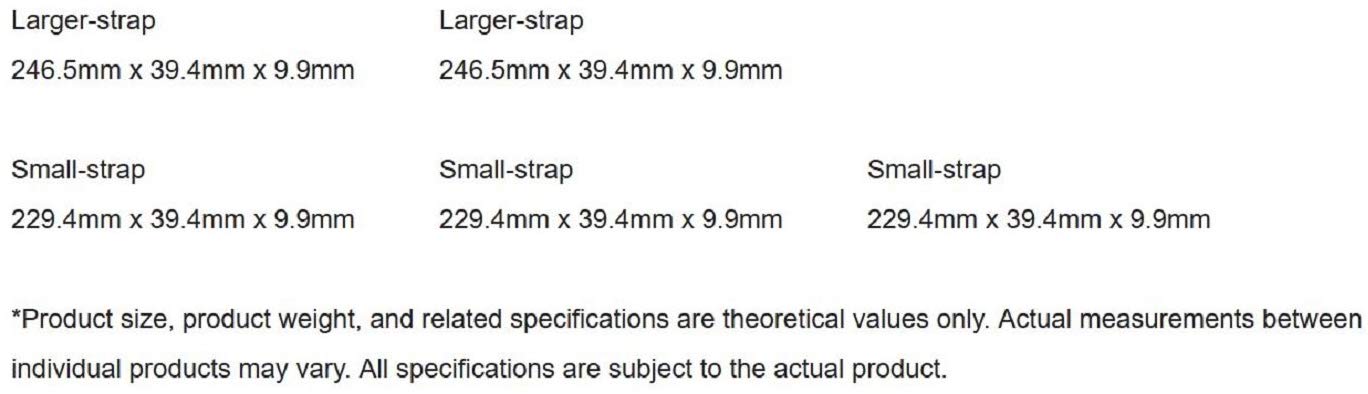 Larger-strap Larger-strap
246.5mm x 39.4mm x 9.9mm 246.5mm x 39.4mm x 9.9mm
Small-strap Small-strap Small-strap
229.4mm x 39.4mm x 9.9mm 229.4mm x 39.4mm x 9.9mm 229.4mm x 39.4mm x 9.9mm
*Product size, product weight, and related specifications are theoretical values only. Actual measurements between
individual products may vary. All specifications are subject to the actual product.